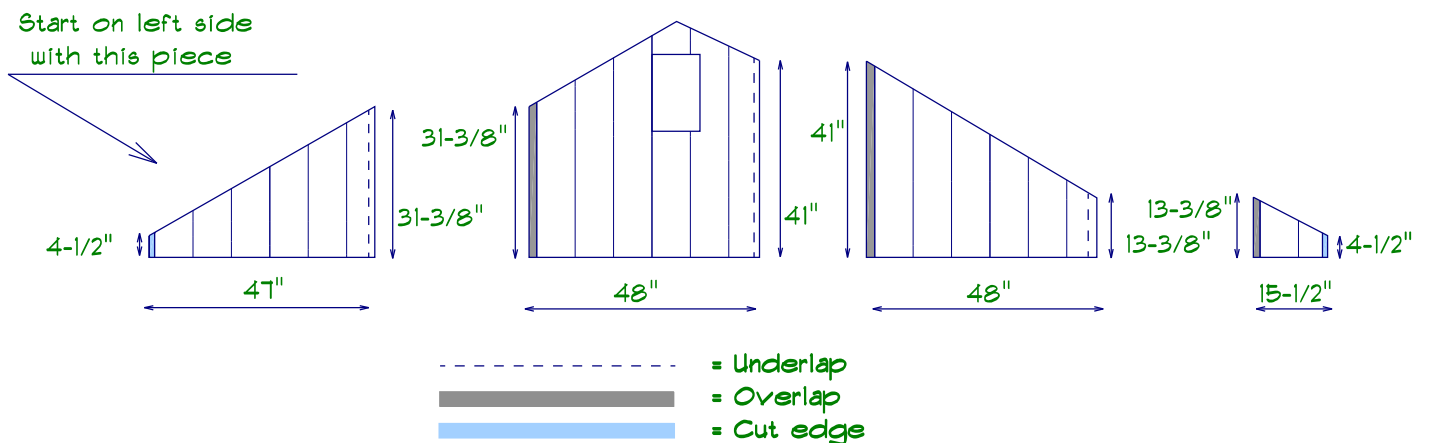 Start on left side
with this piece
4-1/2"
31-3/8"
47"
31-3/8"
41"
48"
41"
13-3/8"
48"
13-3/8"
4-1/2"
15-1/2"
= Underlap
= Overlap
= Cut edge